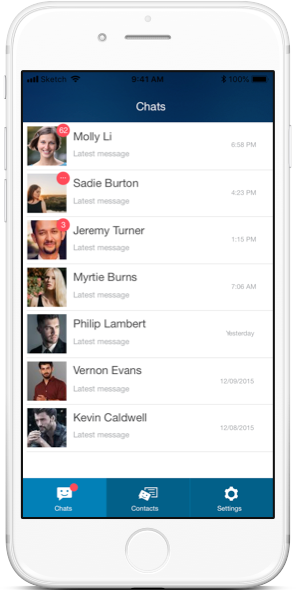 Sketch 9:41 AM 100%
Chats
62
Molly Li
6:58 PM
Latest message
...
Sadie Burton
4:23 PM
Latest message
3
Jeremy Turner
1:15 PM
Latest message
Myrtie Burns
7:06 AM
Latest message
Philip Lambert
Yesterday
Latest message
Vernon Evans
12/09/2015
Latest message
Kevin Caldwell
12/08/2015
Latest message
Chats Contacts Settings